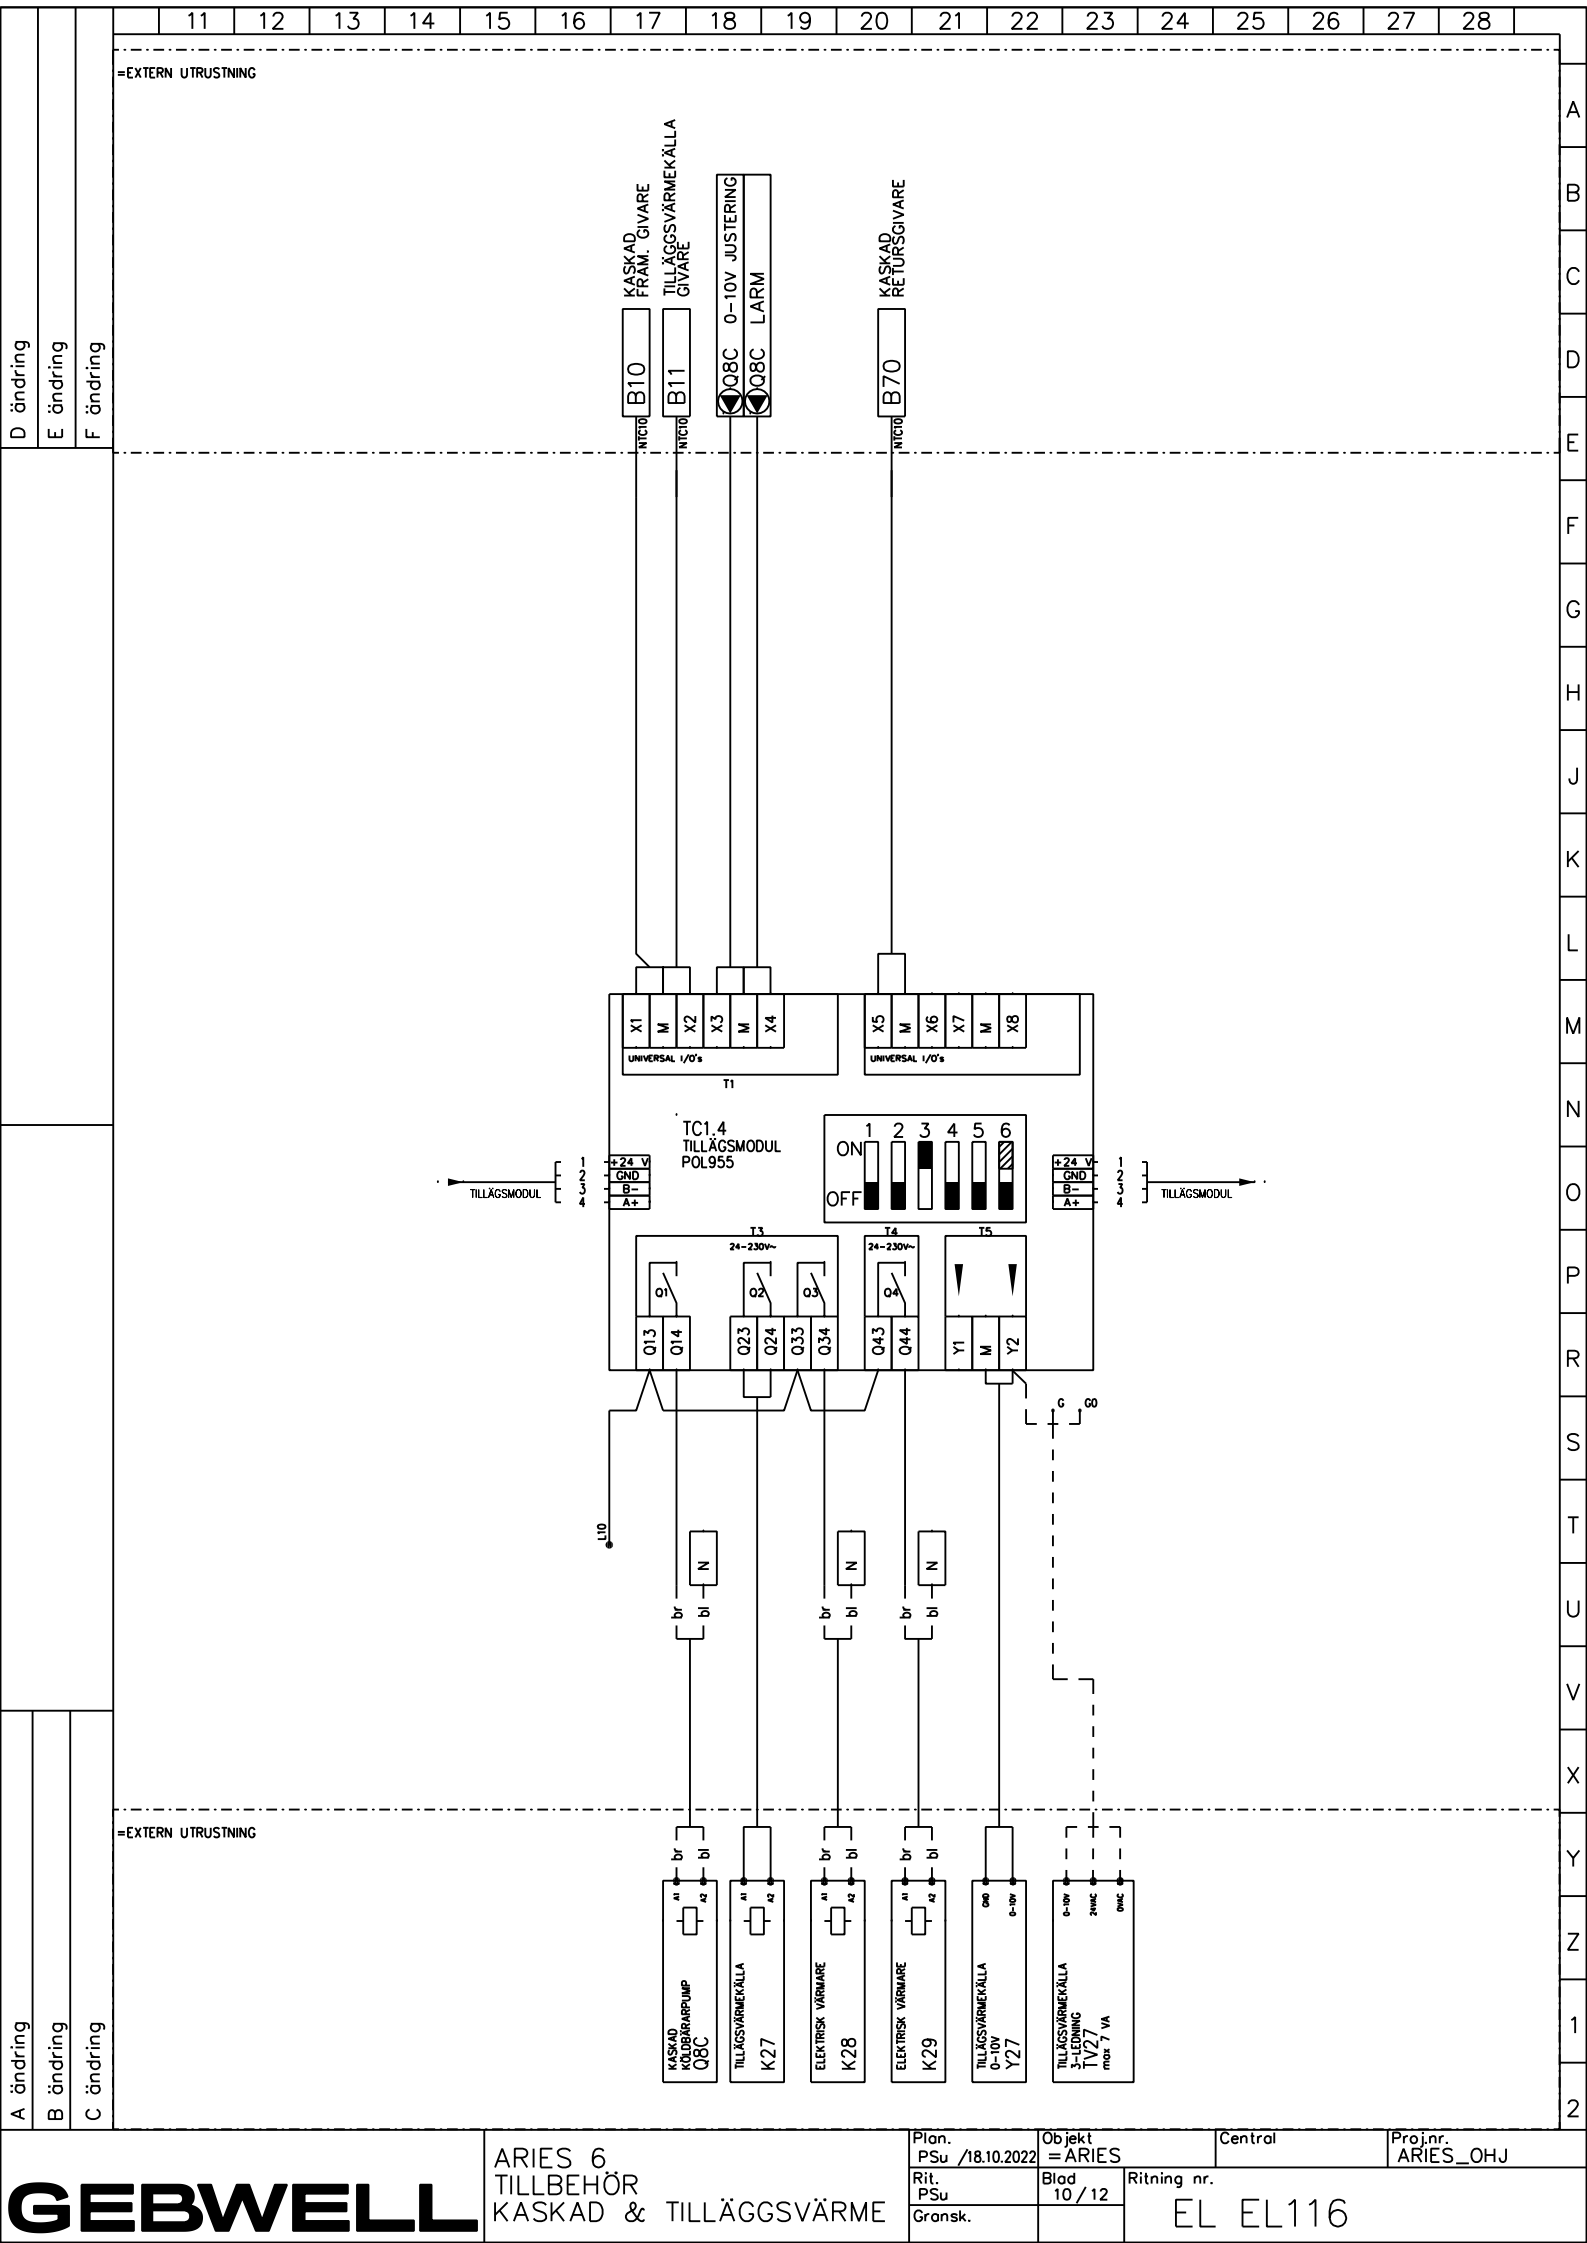 11 12 13 14 15 16 17 18 19 20 21 22 23 24 25 26 27 28
=EXTERN UTRUSTNING
A
B
C
D
E
F
G
H
J
K
L
M
N
O
P
R
S
T
U
V
X
Y
Z
1
2
D ändring
E ändring
F ändring
A ändring
B ändring
C ändring
KASKAD
FRAM. GIVARE
B10
NTC10
TILLÄGGSVÄRMEKÄLLA
GIVARE
B11
NTC10
Q8C 0-10V JUSTERING
Q8C LARM
KASKAD
RETURSGIVARE
B70
NTC10
X1 M X2 X3 M X4
UNIVERSAL I/O's
T1
X5 M X6 X7 M X8
UNIVERSAL I/O's
TC1.4
TILLÄGSMODUL
POL955
1 2 3 4 5 6
ON
OFF
TILLÄGSMODUL
1 +24 V
2 GND
3 B-
4 A+
+24 V 1
GND 2
B- 3
A+ 4
TILLÄGSMODUL
T3
24-230V~
T4
24-230V~
T5
Q1 Q2 Q3 Q4
Q13 Q14 Q23 Q24 Q33 Q34 Q43 Q44 Y1 M Y2
G G0
L10
N N N
br bl br bl br bl
=EXTERN UTRUSTNING
br bl br bl br bl
A1 A2
KASKAD
KÖLDBÄRARPUMP
Q8C
A1 A2
TILLÄGSVÄRMEKÄLLA
K27
A1 A2
ELEKTRISK VÄRMARE
K28
A1 A2
ELEKTRISK VÄRMARE
K29
GND 0-10V
TILLÄGSVÄRMEKÄLLA
0-10V
Y27
0-10V 24VAC 0VAC
TILLÄGSVÄRMEKÄLLA
3-LEDNING
TV27
max 7 VA
GEBWELL
ARIES 6
TILLBEHÖR
KASKAD & TILLÄGGSVÄRME
Plan.
PSu /18.10.2022
Objekt
=ARIES
Central
Proj.nr.
ARIES_OHJ
Rit.
PSu
Blad
10/12
Ritning nr.
EL EL116
Gransk.